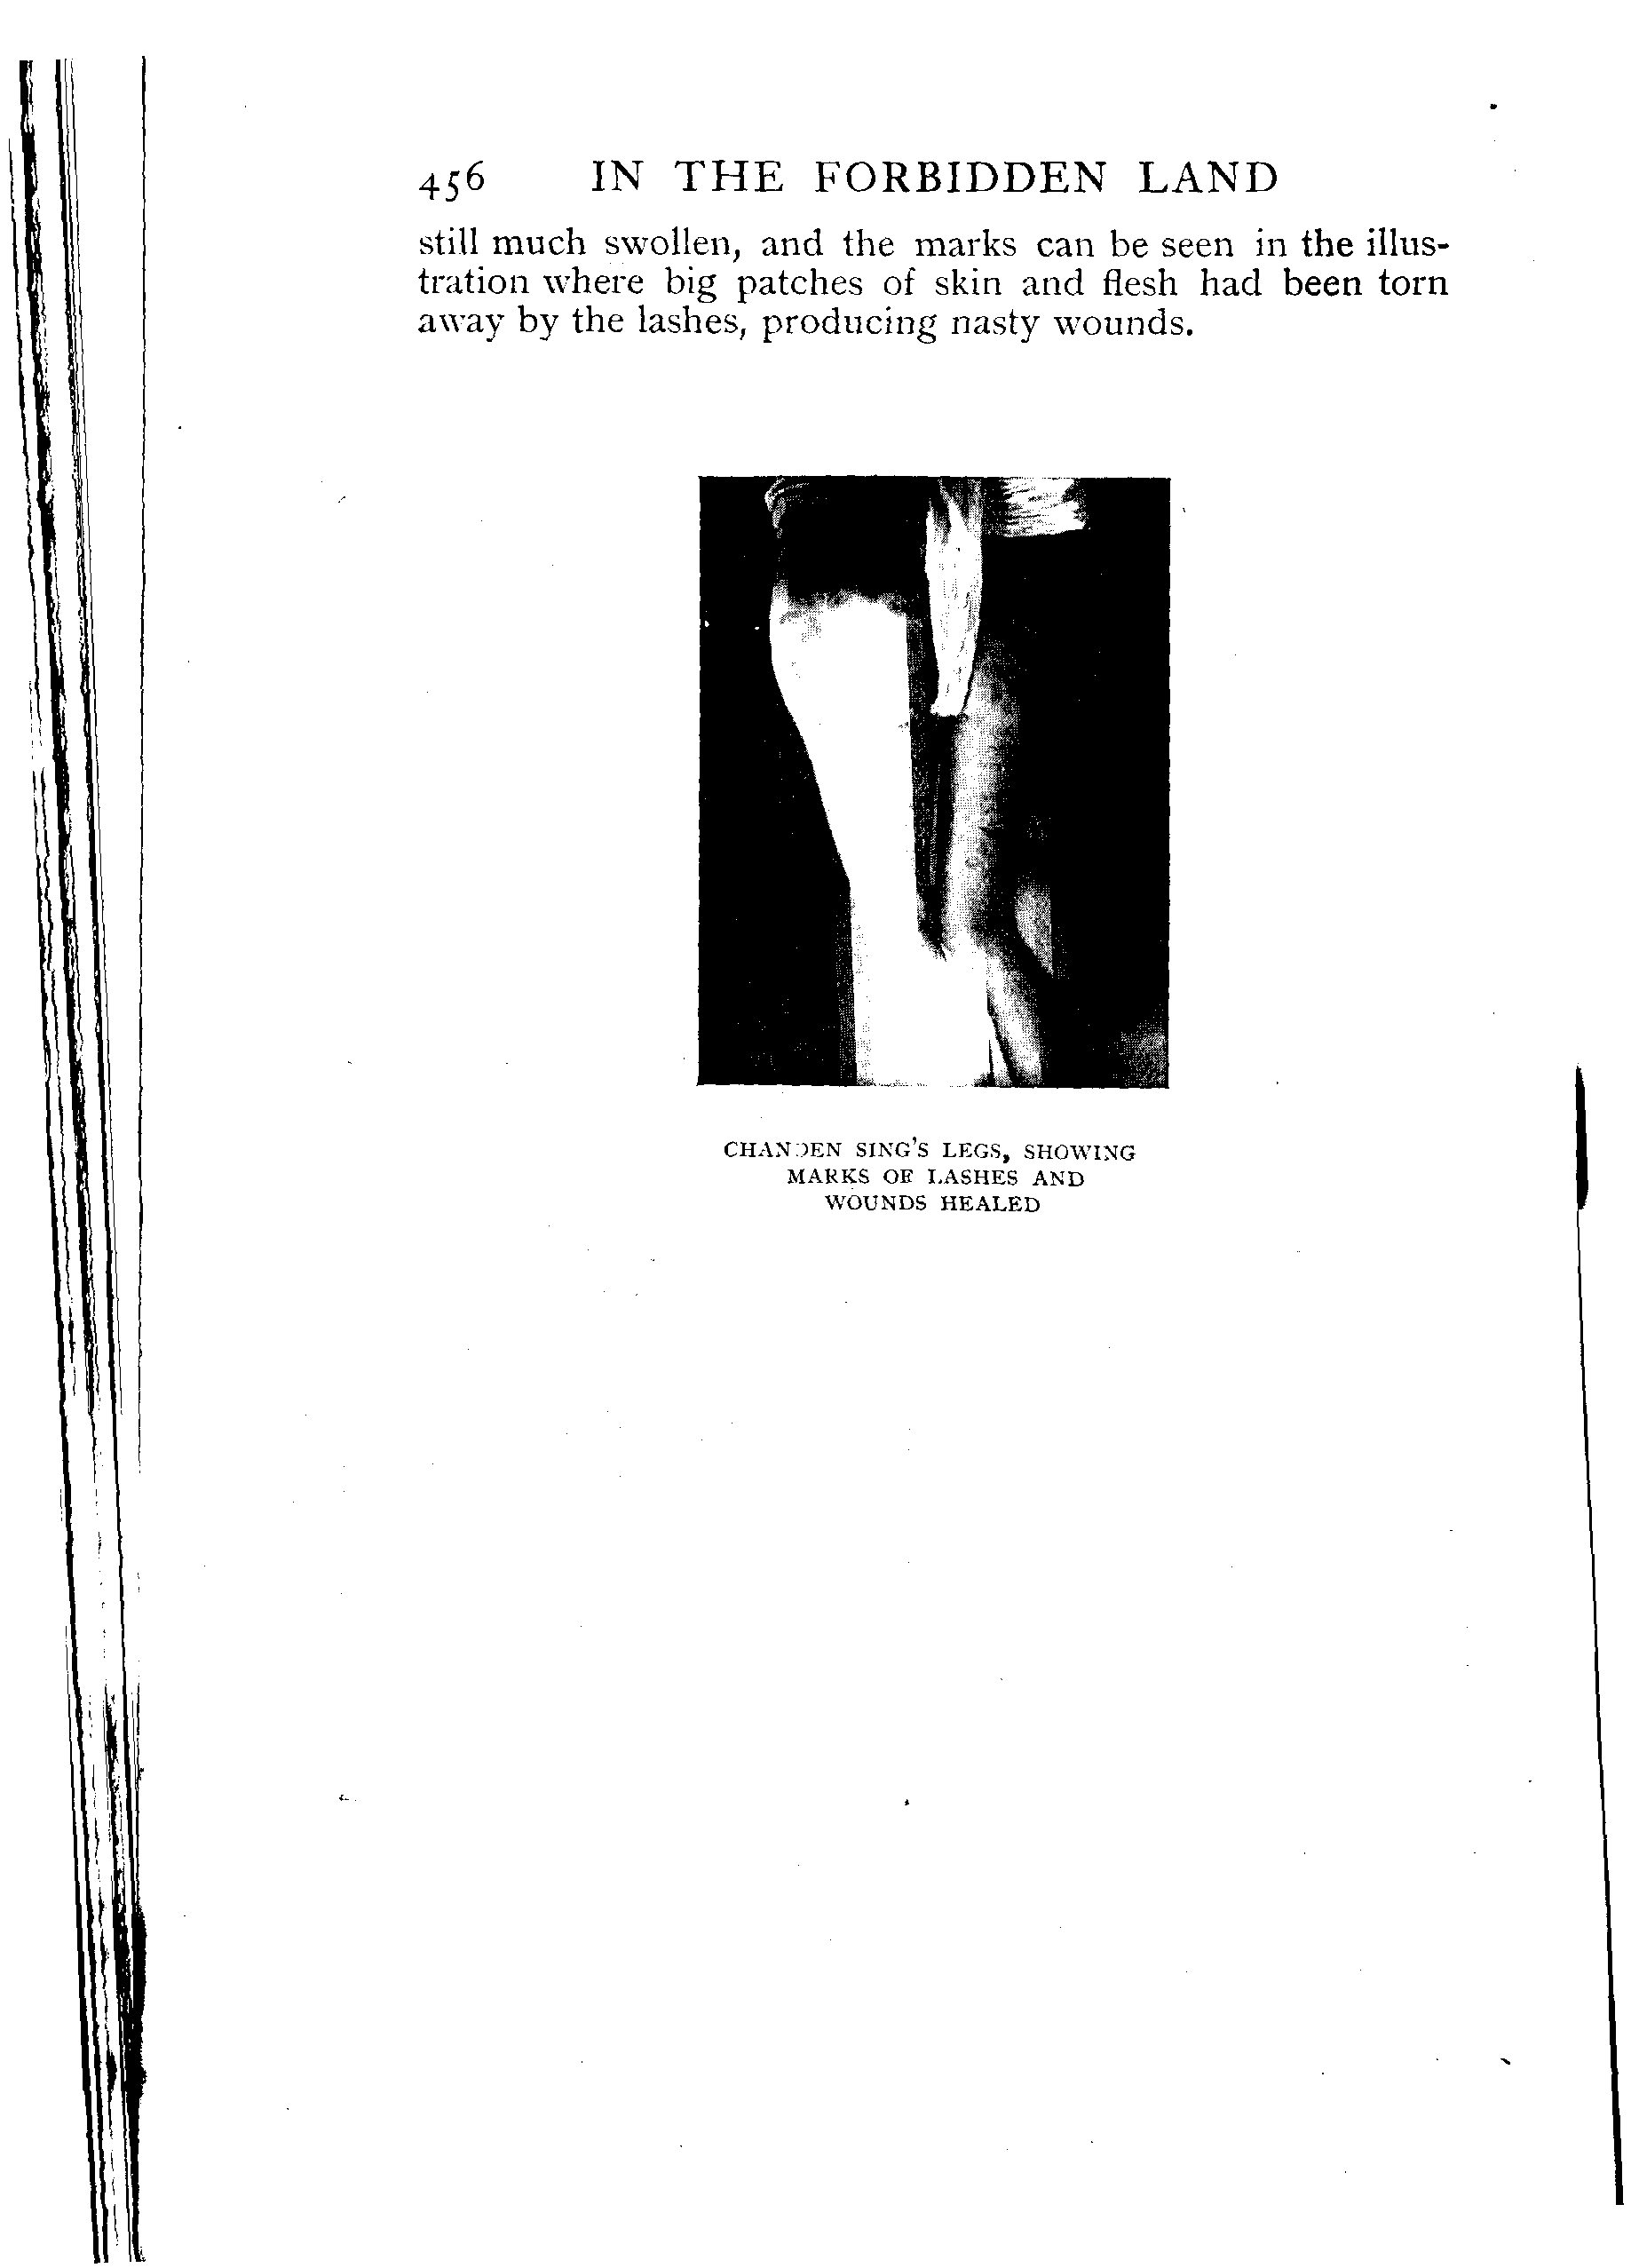 456 IN THE FORBIDDEN LAND
still much swollen, and the marks can be seen in the illus-
tration where big patches of skin and flesh had been torn
away by the lashes, producing nasty wounds.
CHANDEN SING'S LEGS, SHOWING
MARKS OF LASHES AND
WOUNDS HEALED